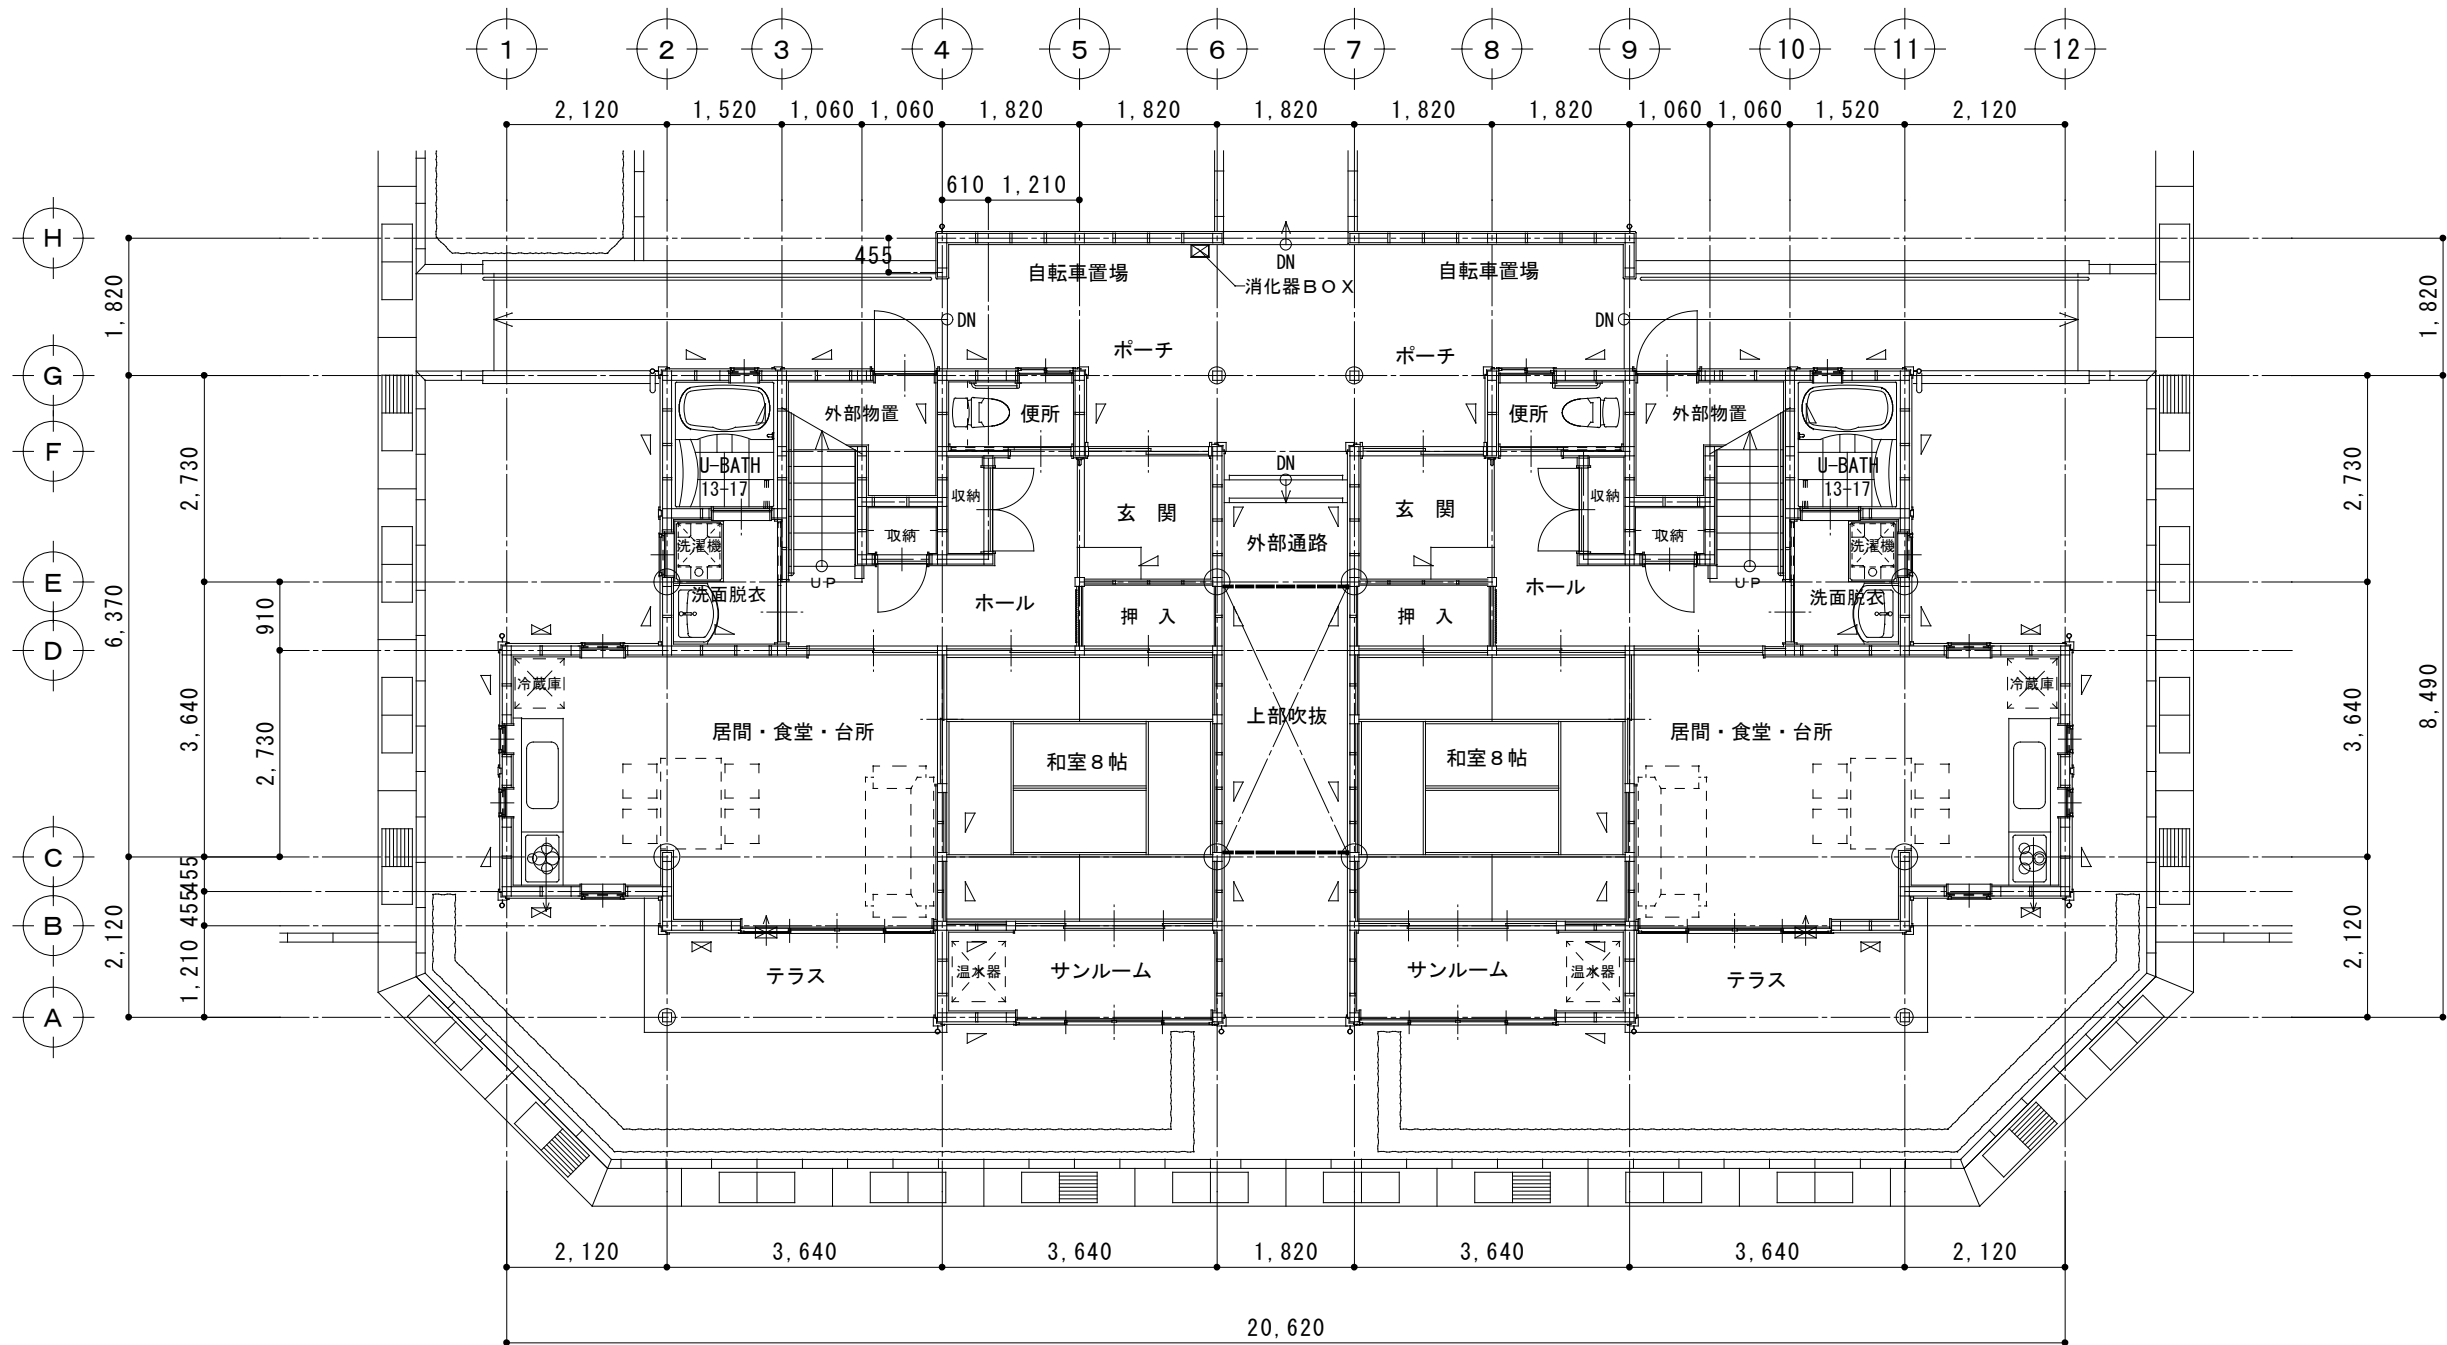 1 2 3 4 5 6 7 8 9 10 11 12
2,120 1,520 1,060 1,060 1,820 1,820 1,820 1,820 1,820 1,060 1,060 1,520 2,120
610 1,210
H
455
自転車置場 DN 自転車置場
消化器BOX
1,820 1,820
DN DN
ポーチ ポーチ
G
外部物置 便所 便所 外部物置
F
U-BATH
13-17
DN
U-BATH
13-17
2,730 2,730
収納 収納
玄 関 玄 関
収納 収納
洗濯機 外部通路 洗濯機
E
UP UP
洗面脱衣 ホール ホール 洗面脱衣
押 入 押 入
6,370 910
D
冷蔵庫 冷蔵庫
8,490
上部吹抜
居間・食堂・台所 居間・食堂・台所
3,640 2,730 3,640
和室8帖 和室8帖
C
455
455
B
温水器 サンルーム サンルーム 温水器
テラス テラス
2,120 1,210 2,120
A
2,120 3,640 3,640 1,820 3,640 3,640 2,120
20,620